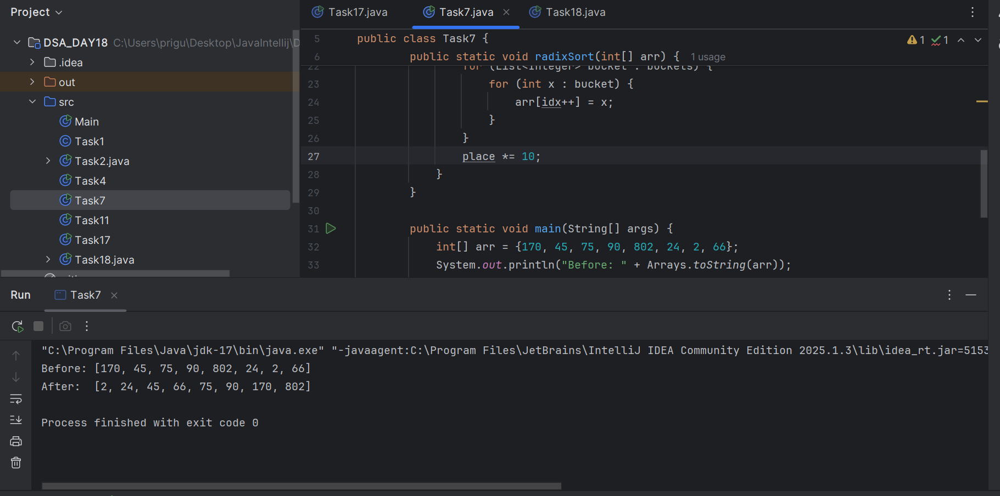 Project
DSA_DAY18 C:\Users\prigu\Desktop\JavaIntellij\D
.idea
out
src
Main
Task1
Task2.java
Task4
Task7
Task11
Task17
Task18.java
Task17.java Task7.java Task18.java
1 1
5 public class Task7 {
6 public static void radixSort(int[] arr) { 1 usage
22 for (List<Integer> bucket : buckets) {
23 for (int x : bucket) {
24 arr[idx++] = x;
25 }
26 }
27 place *= 10;
28 }
29 }
30
31 public static void main(String[] args) {
32 int[] arr = {170, 45, 75, 90, 802, 24, 2, 66};
33 System.out.println("Before: " + Arrays.toString(arr));
Run Task7
"C:\Program Files\Java\jdk-17\bin\java.exe" "-javaagent:C:\Program Files\JetBrains\IntelliJ IDEA Community Edition 2025.1.3\lib\idea_rt.jar=5153
Before: [170, 45, 75, 90, 802, 24, 2, 66]
After:  [2, 24, 45, 66, 75, 90, 170, 802]
Process finished with exit code 0